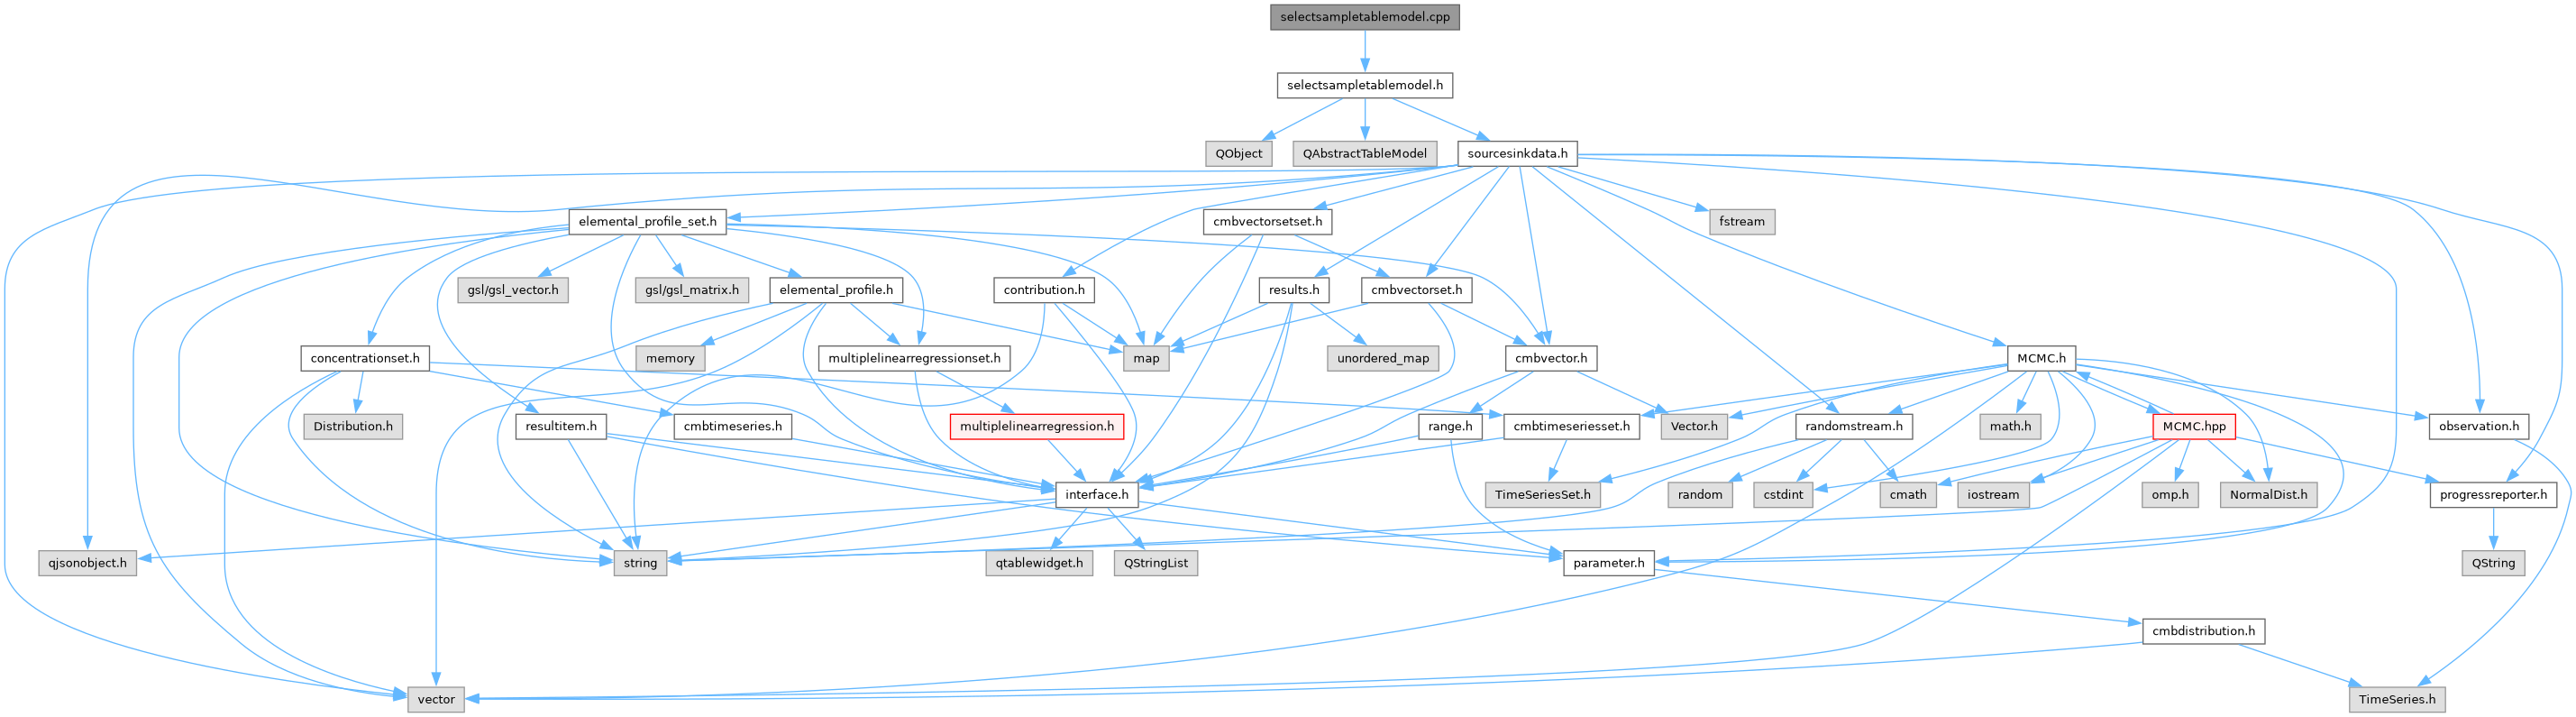 selectsampletablemodel.cpp
selectsampletablemodel.h
QObject
QAbstractTableModel
sourcesinkdata.h
elemental_profile_set.h
cmbvectorsetset.h
fstream
gsl/gsl_vector.h
gsl/gsl_matrix.h
elemental_profile.h
contribution.h
results.h
cmbvectorset.h
concentrationset.h
memory
multiplelinearregressionset.h
map
unordered_map
cmbvector.h
MCMC.h
Distribution.h
resultitem.h
cmbtimeseries.h
multiplelinearregression.h
range.h
cmbtimeseriesset.h
Vector.h
randomstream.h
math.h
MCMC.hpp
observation.h
interface.h
TimeSeriesSet.h
random
cstdint
cmath
iostream
omp.h
NormalDist.h
progressreporter.h
qjsonobject.h
string
qtablewidget.h
QStringList
parameter.h
QString
cmbdistribution.h
vector
TimeSeries.h